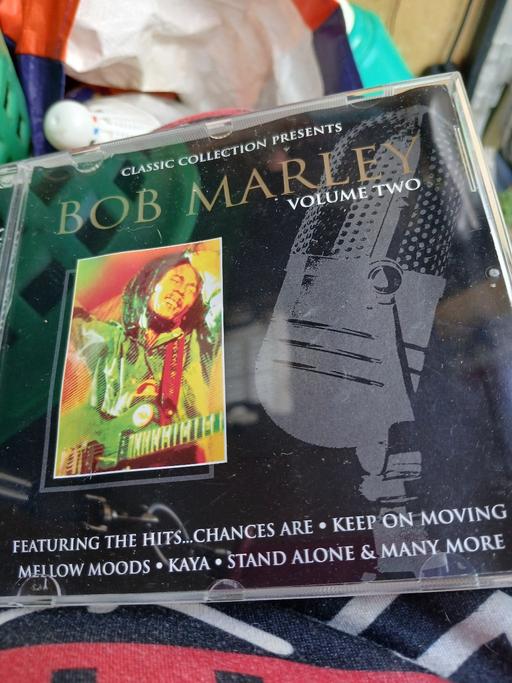 CLASSIC COLLECTION PRESENTS
BOB MARLEY
VOLUME TWO
FEATURING THE HITS...CHANCES ARE • KEEP ON MOVING
MELLOW MOODS • KAYA • STAND ALONE & MANY MORE